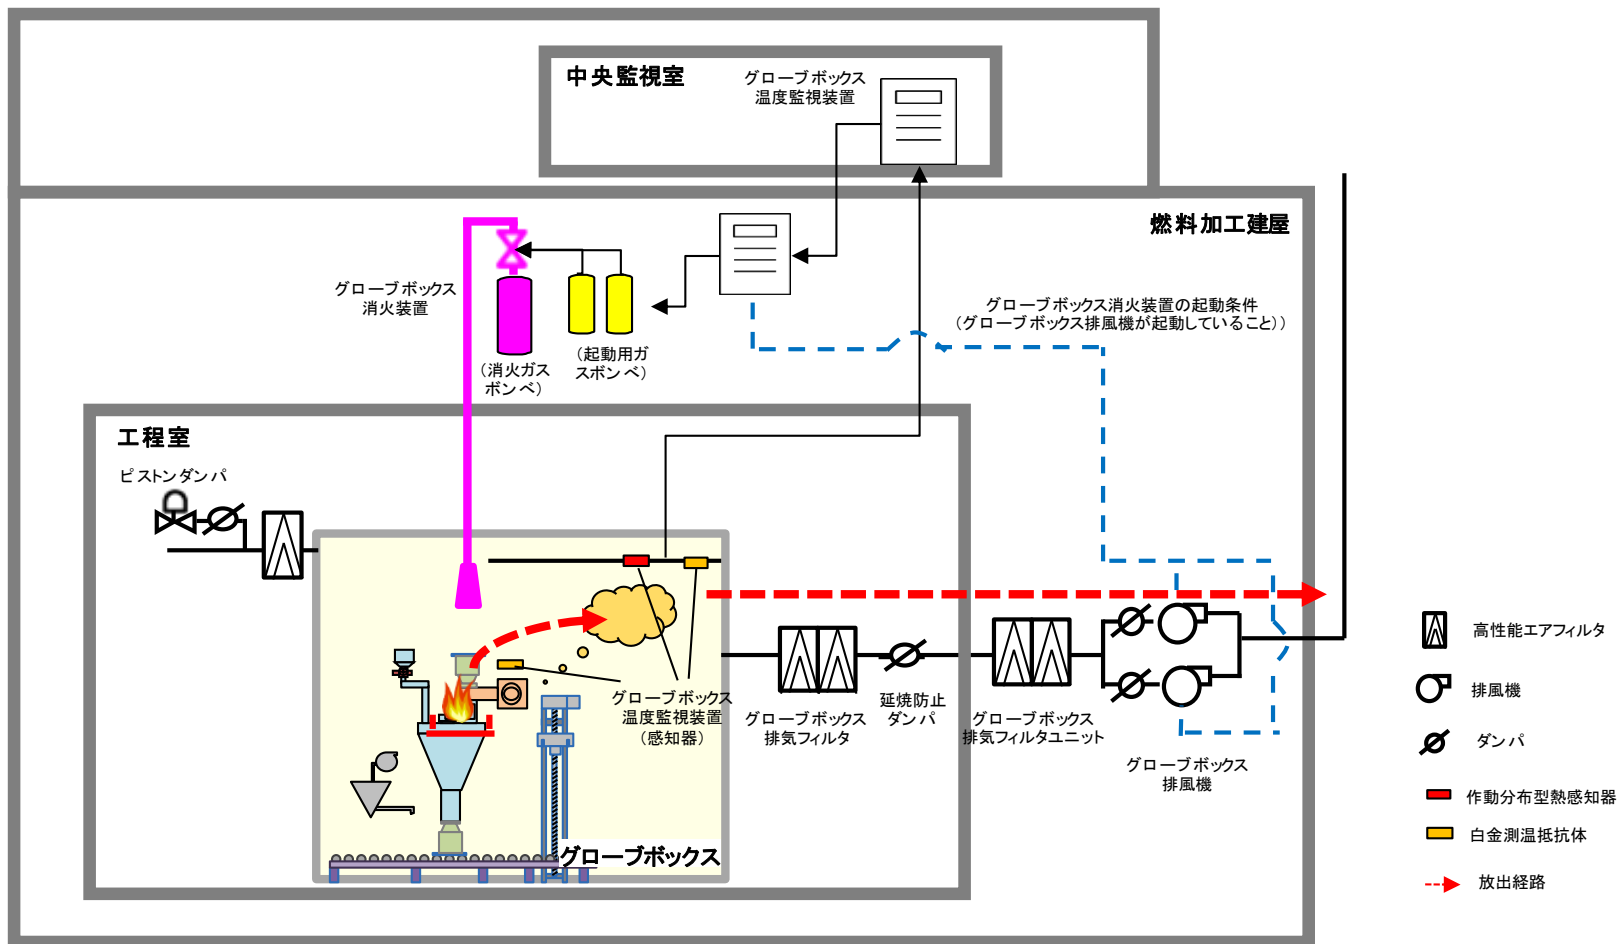 中央監視室
グローブボックス
温度監視装置
燃料加工建屋
グローブボックス
消火装置
グローブボックス消火装置の起動条件
（グローブボックス排風機が起動していること））
（消火ガス
ボンベ）
（起動用ガ
スボンベ）
工程室
ピストンダンパ
グローブボックス
温度監視装置
（感知器）
グローブボックス
排気フィルタ
延焼防止
ダンパ
グローブボックス
排気フィルタユニット
グローブボックス
排風機
グローブボックス
高性能エアフィルタ
排風機
ダンパ
作動分布型熱感知器
白金測温抵抗体
放出経路